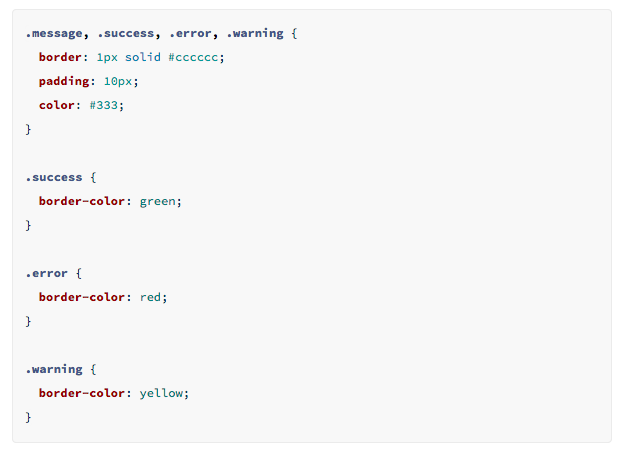 .message, .success, .error, .warning {
  border: 1px solid #cccccc;
  padding: 10px;
  color: #333;
}

.success {
  border-color: green;
}

.error {
  border-color: red;
}

.warning {
  border-color: yellow;
}